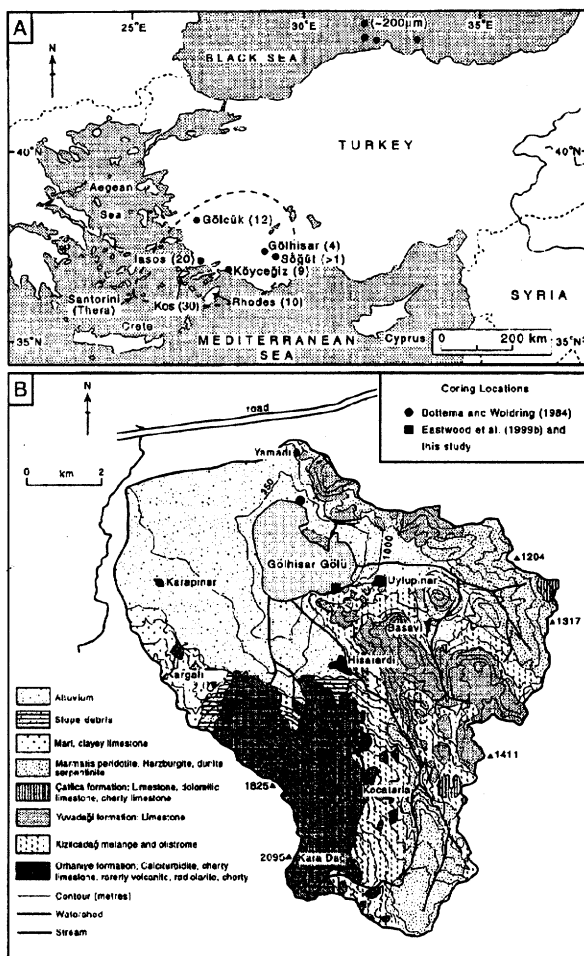 A
25°E
30°E
35°E
(~200µm)
BLACK SEA
N
40°N
TURKEY
40°N
Aegean
Sea
Gölcük (12)
Gölhisar (4)
Söğüt (>1)
Iasos (20)
Köyceğiz (9)
Santorini
(Thera)
Kos (30)
Rhodes (10)
SYRIA
Crete
Cyprus
35°N
MEDITERRANEAN
SEA
0 200 km
35°N
B
N
road
Coring Locations
Bottema and Woldring (1984)
Eastwood et al. (1999b) and
this study
0 km 2
Yamadı
1000
1204
Gölhisar Gölü
Karapınar
Uylupınar
1317
Basavi
Hisarardı
Kargalı
Alluvium
Slope debris
Marl, clayey limestone
1411
Marmaris peridotite, Harzburgite, dunite
serpentinite
Çatlıca formation: Limestone, dolomitic
limestone, cherty limestone
1825
Kocataria
Yuvadağı formation: Limestone
Kızılcadağ melange and olistrome
2095
Kara Dağ
Orhaniye formation; Calciturbidite, cherty
limestone, rarerly volcanic, radiolarite, cherty
Contour (metres)
Watershed
Stream